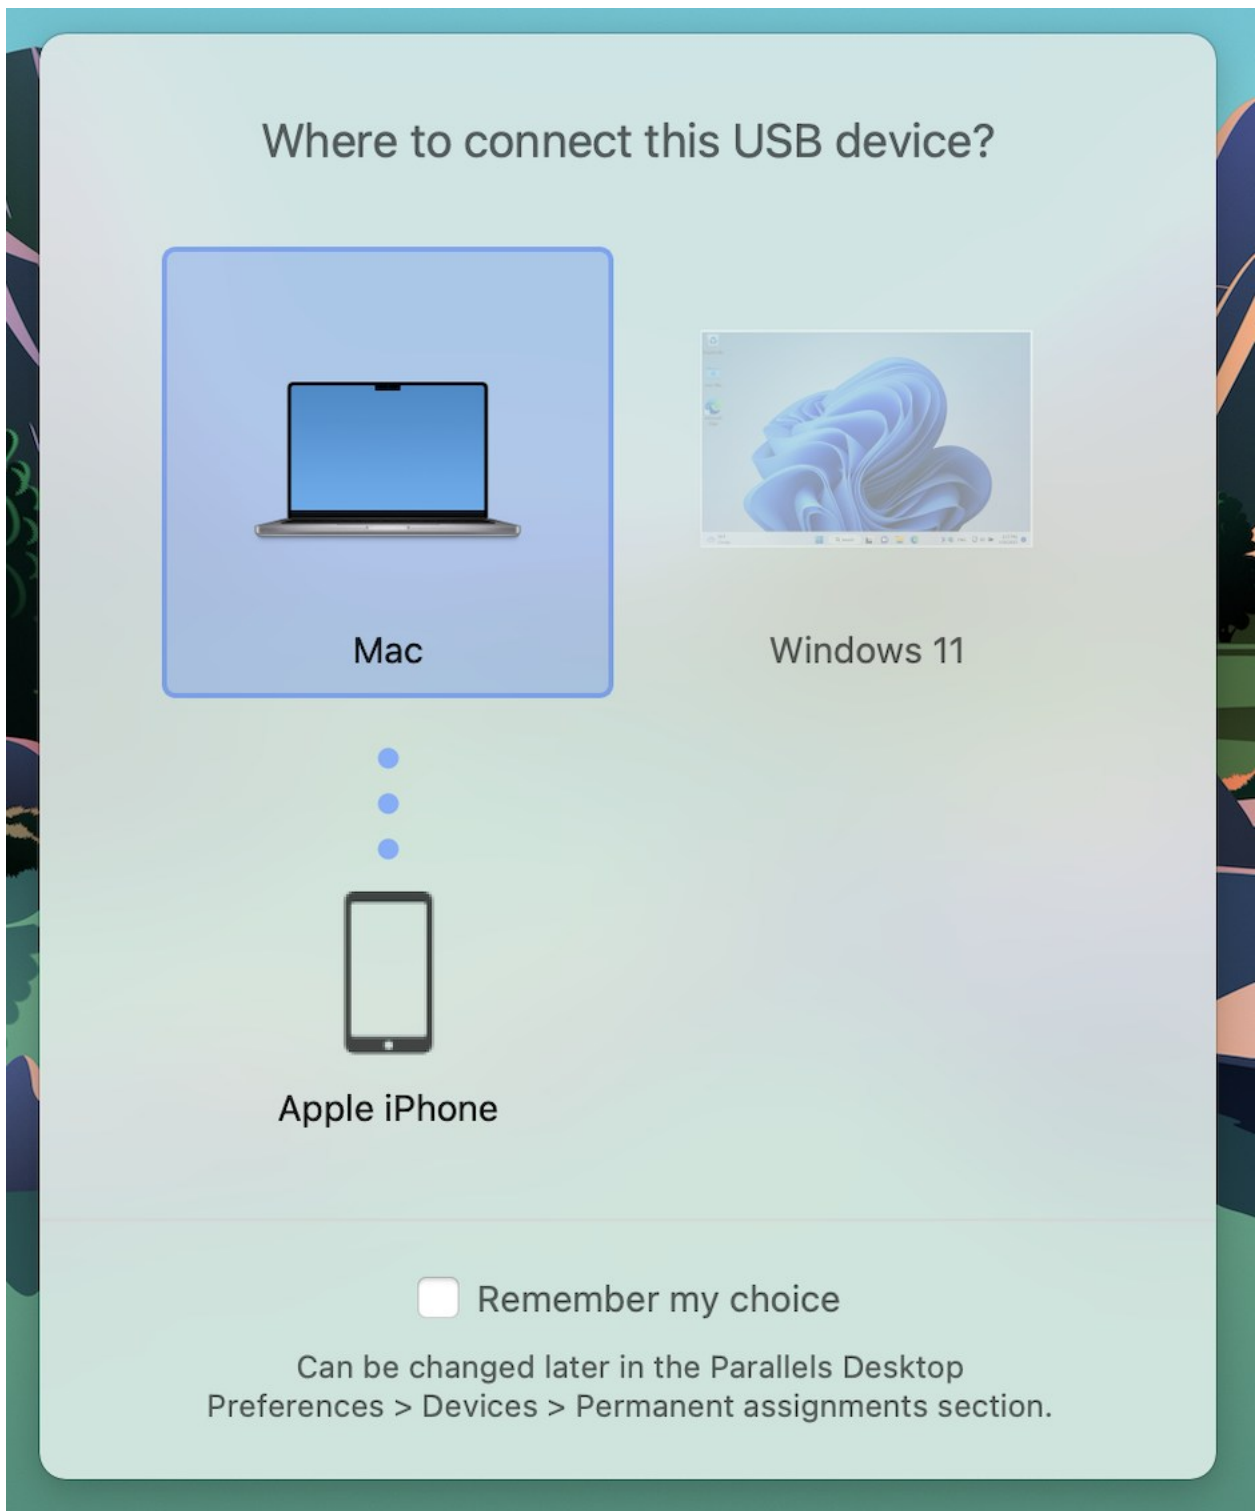 Where to connect this USB device?
Mac
Windows 11
Apple iPhone
Remember my choice
Can be changed later in the Parallels Desktop
Preferences > Devices > Permanent assignments section.